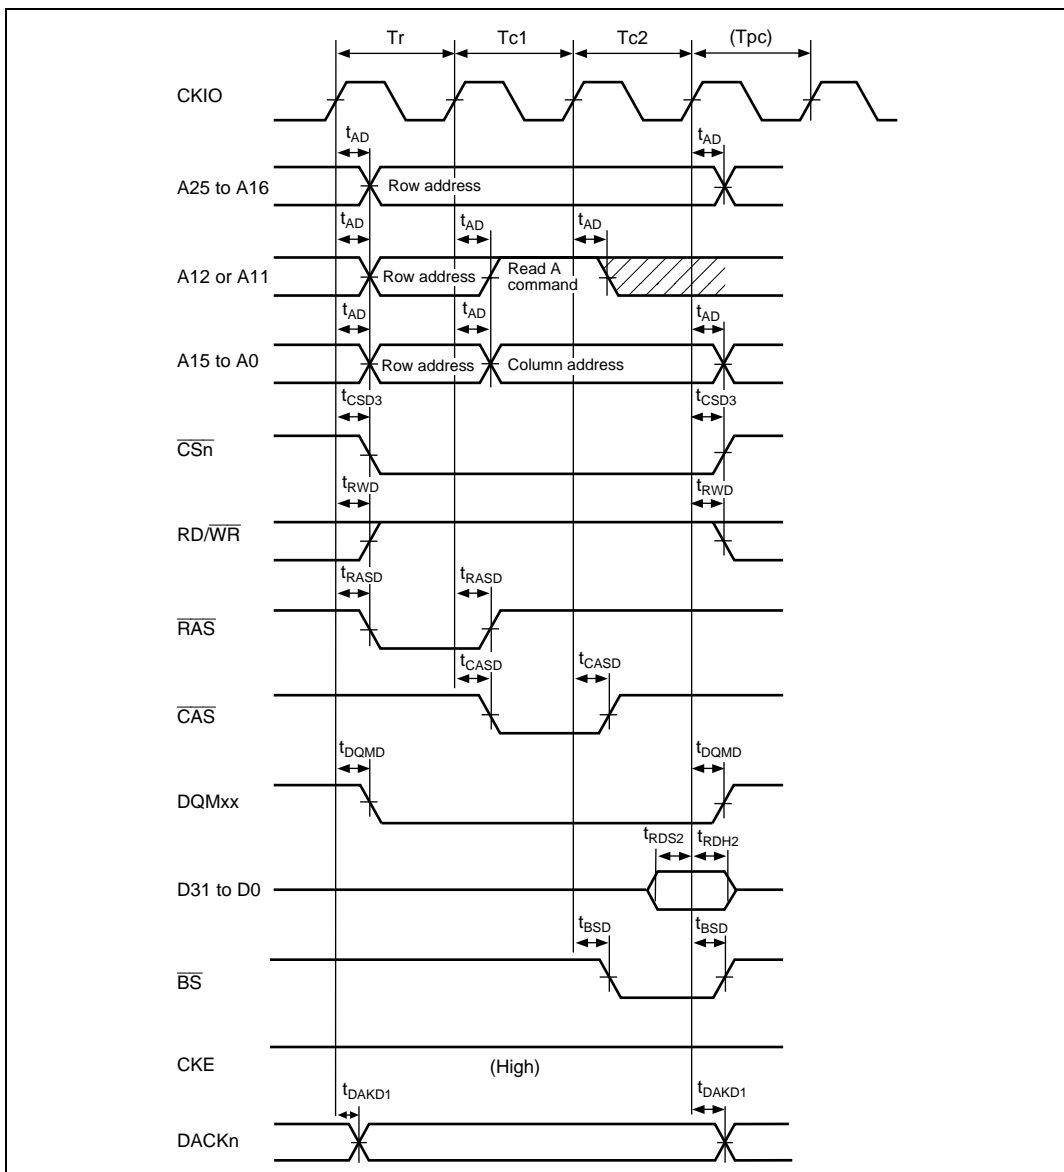 Tr Tc1 Tc2 (Tpc)
CKIO
tAD tAD
A25 to A16 Row address
tAD tAD tAD
A12 or A11 Row address Read A command
tAD tAD tAD
A15 to A0 Row address Column address
tCSD3 tCSD3
CSn
tRWD tRWD
RD/WR
tRASD tRASD
RAS
tCASD tCASD
CAS
tDQMD tDQMD
DQMxx
tRDS2 tRDH2
D31 to D0
tBSD tBSD
BS
CKE (High)
tDAKD1 tDAKD1
DACKn